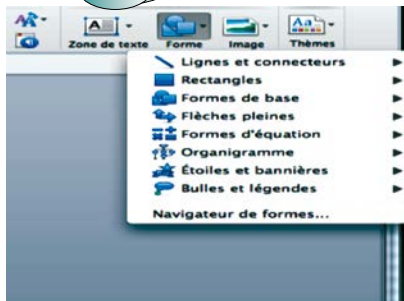 Zone de texte Forme Image Thèmes
Lignes et connecteurs
Rectangles
Formes de base
Flèches pleines
Formes d'équation
Organigramme
Étoiles et bannières
Bulles et légendes
Navigateur de formes...